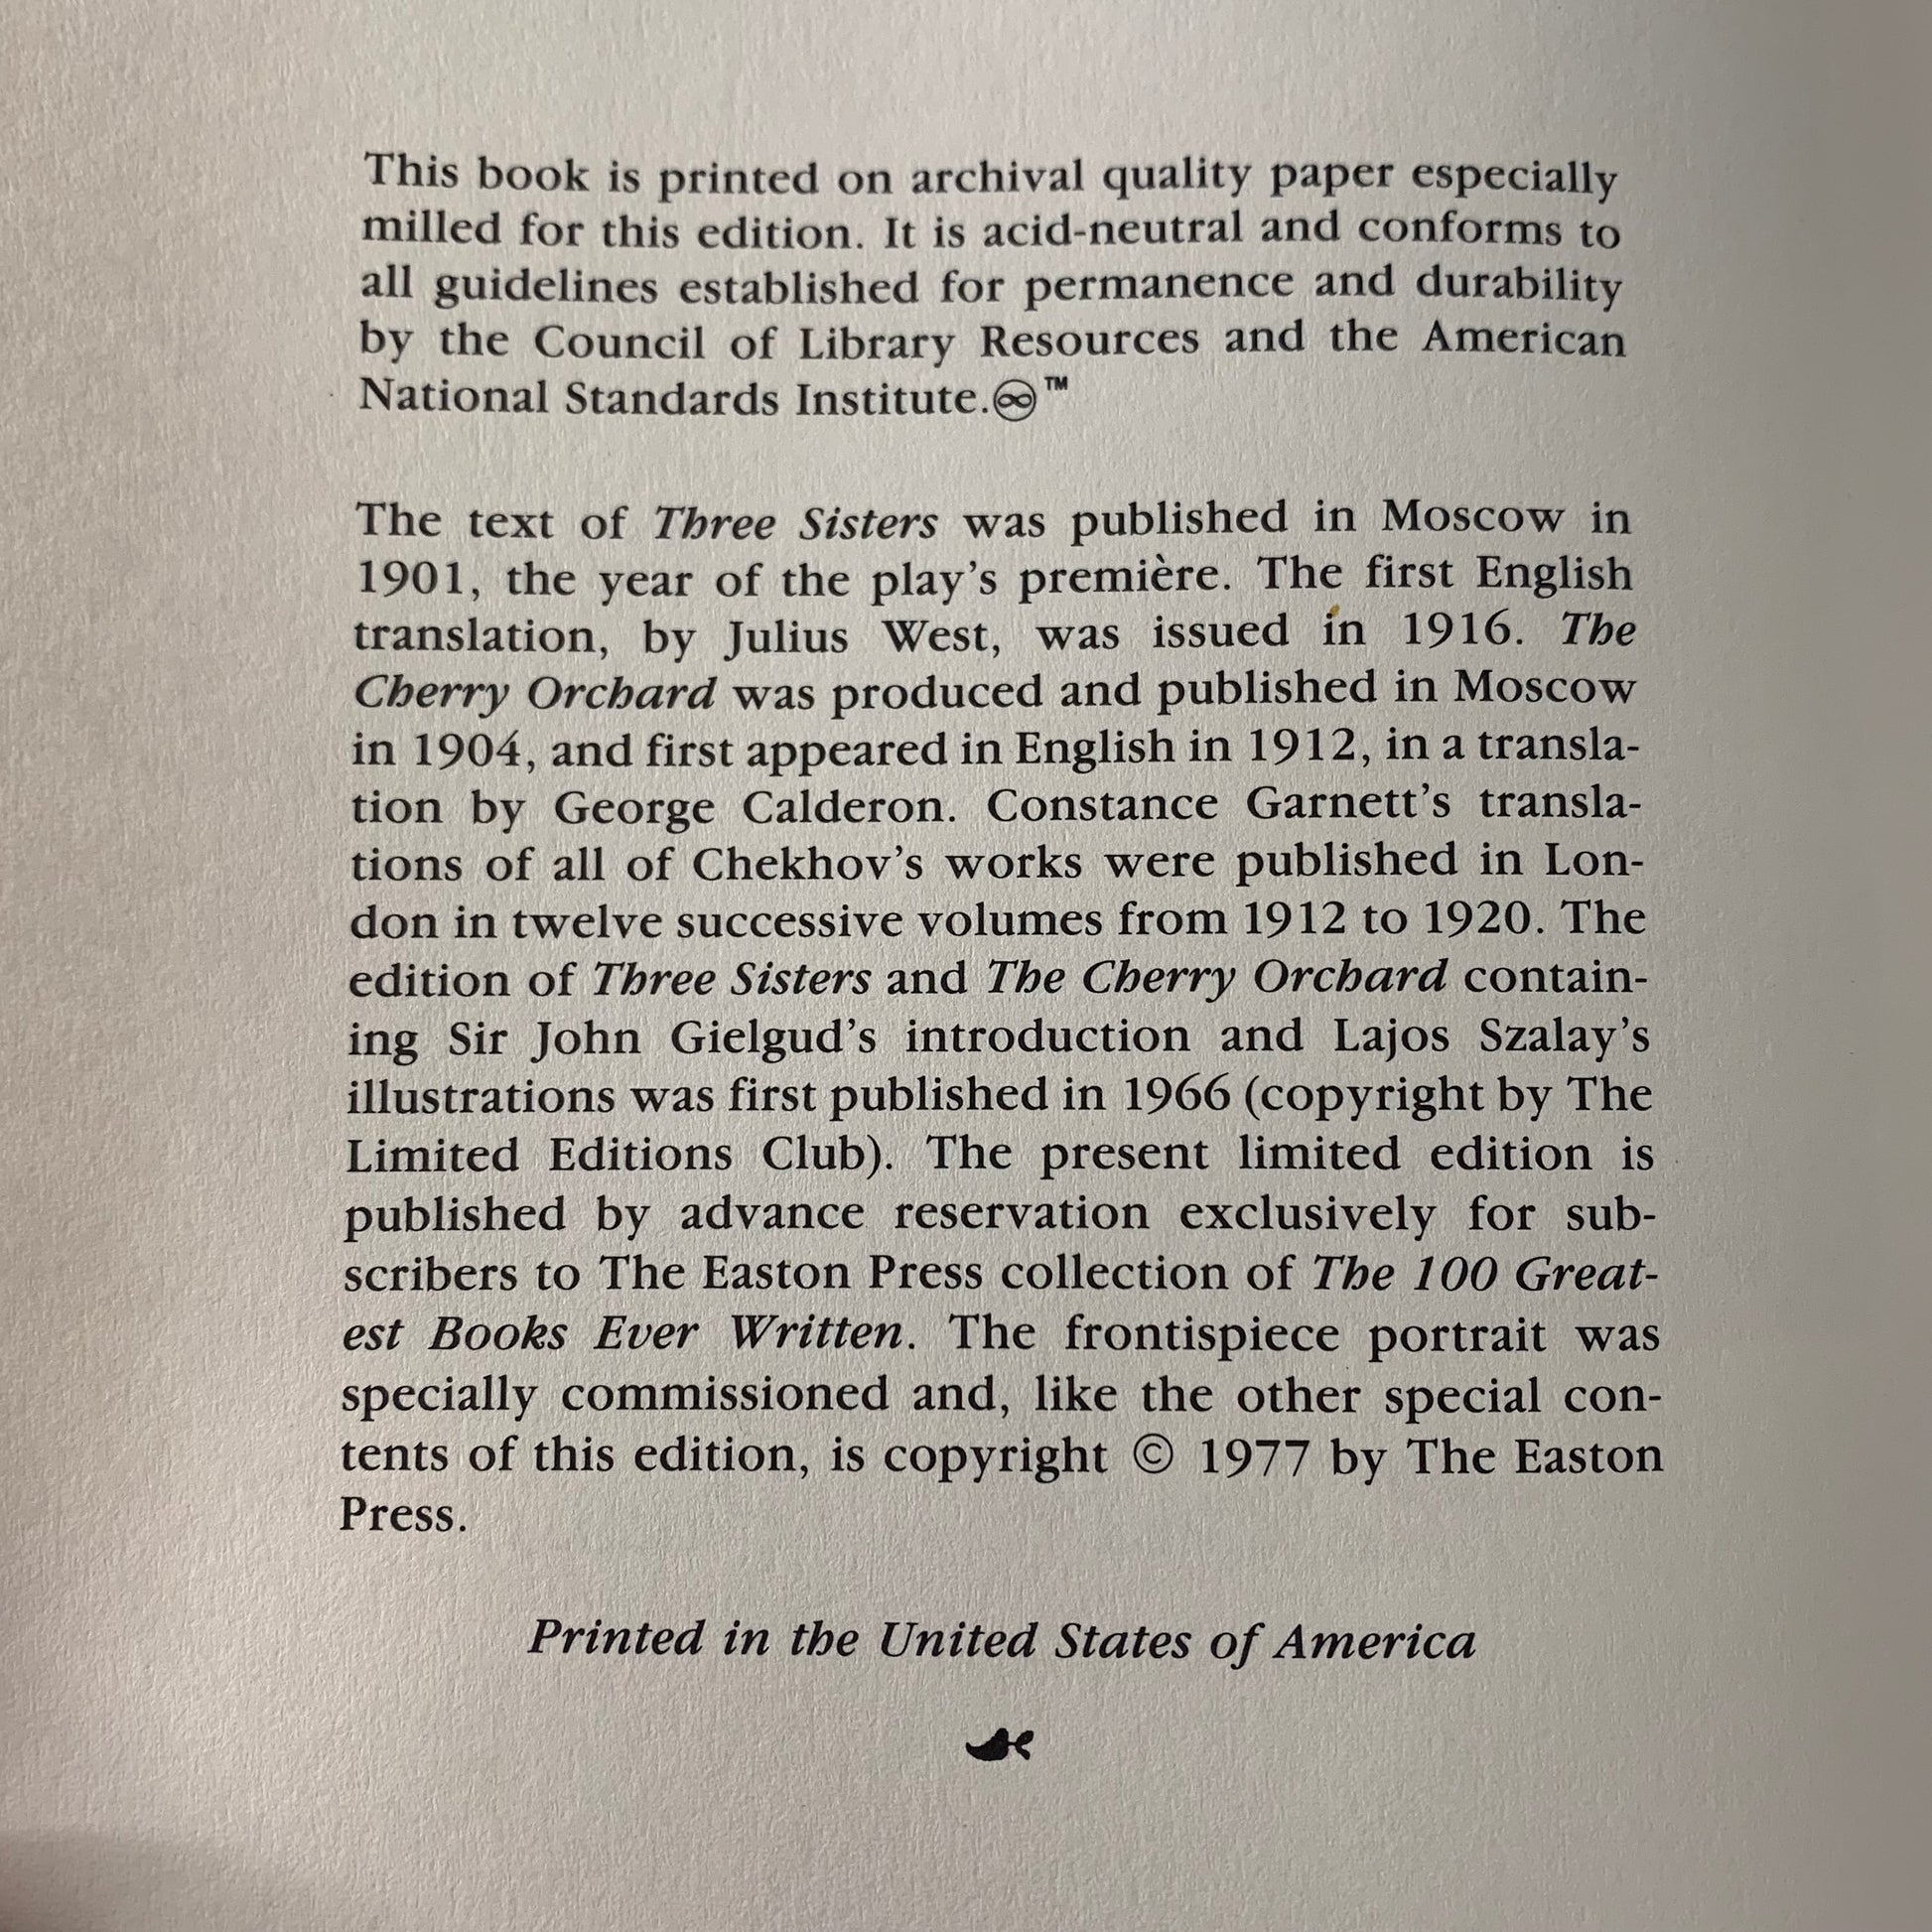 This book is printed on archival quality paper especially
milled for this edition. It is acid-neutral and conforms to
all guidelines established for permanence and durability
by the Council of Library Resources and the American
National Standards Institute.♾™
The text of Three Sisters was published in Moscow in
1901, the year of the play's première. The first English
translation, by Julius West, was issued in 1916. The
Cherry Orchard was produced and published in Moscow
in 1904, and first appeared in English in 1912, in a transla-
tion by George Calderon. Constance Garnett's transla-
tions of all of Chekhov's works were published in Lon-
don in twelve successive volumes from 1912 to 1920. The
edition of Three Sisters and The Cherry Orchard contain-
ing Sir John Gielgud's introduction and Lajos Szalay's
illustrations was first published in 1966 (copyright by The
Limited Editions Club). The present limited edition is
published by advance reservation exclusively for sub-
scribers to The Easton Press collection of The 100 Great-
est Books Ever Written. The frontispiece portrait was
specially commissioned and, like the other special con-
tents of this edition, is copyright © 1977 by The Easton
Press.
Printed in the United States of America